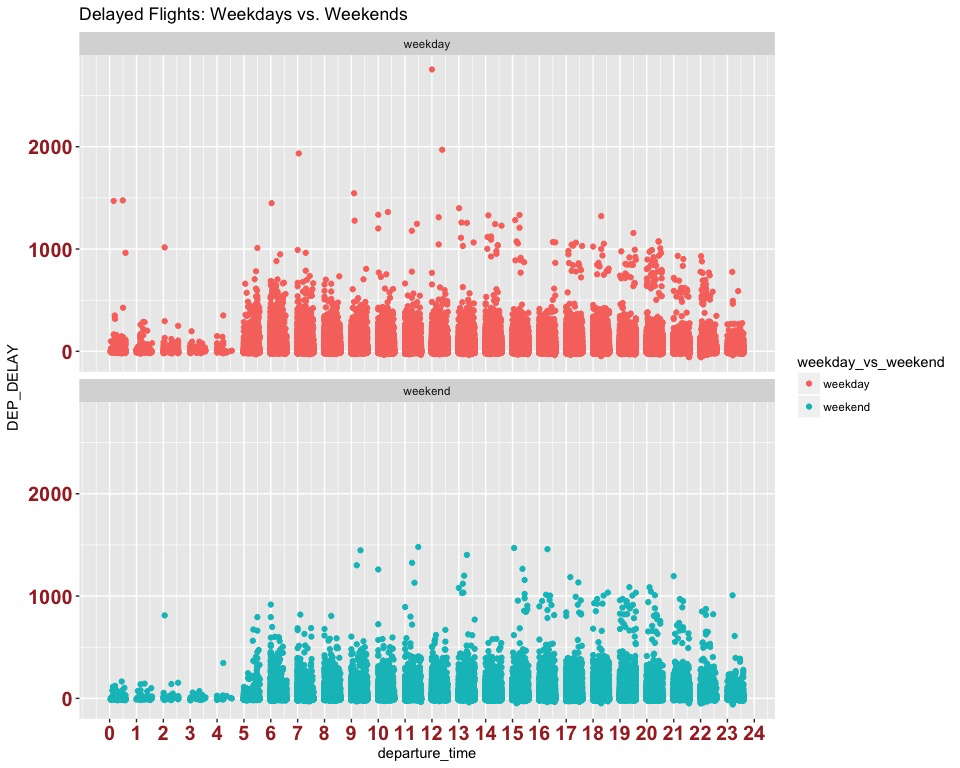 Delayed Flights: Weekdays vs. Weekends
weekday
2000
1000
0
DEP_DELAY
weekend
2000
1000
0
0 1 2 3 4 5 6 7 8 9 10 11 12 13 14 15 16 17 18 19 20 21 22 23 24
departure_time
weekday_vs_weekend
weekday
weekend